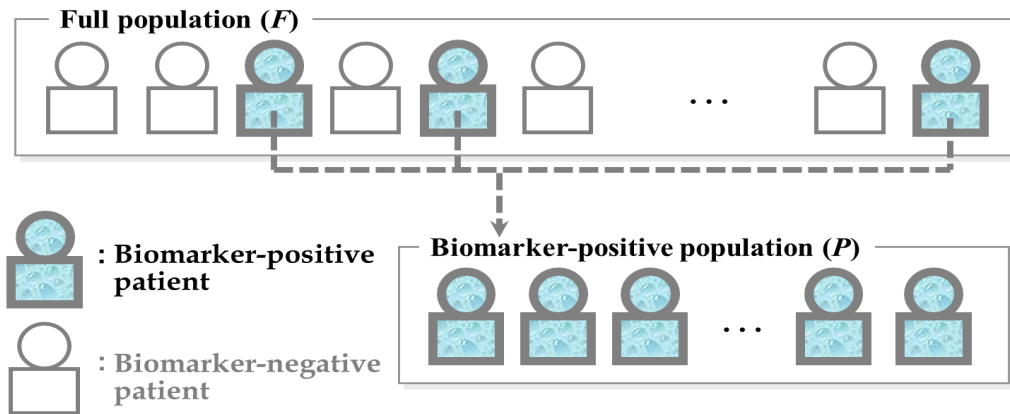 Full population (F)
...
: Biomarker-positive
patient
Biomarker-positive population (P)
...
: Biomarker-negative
patient